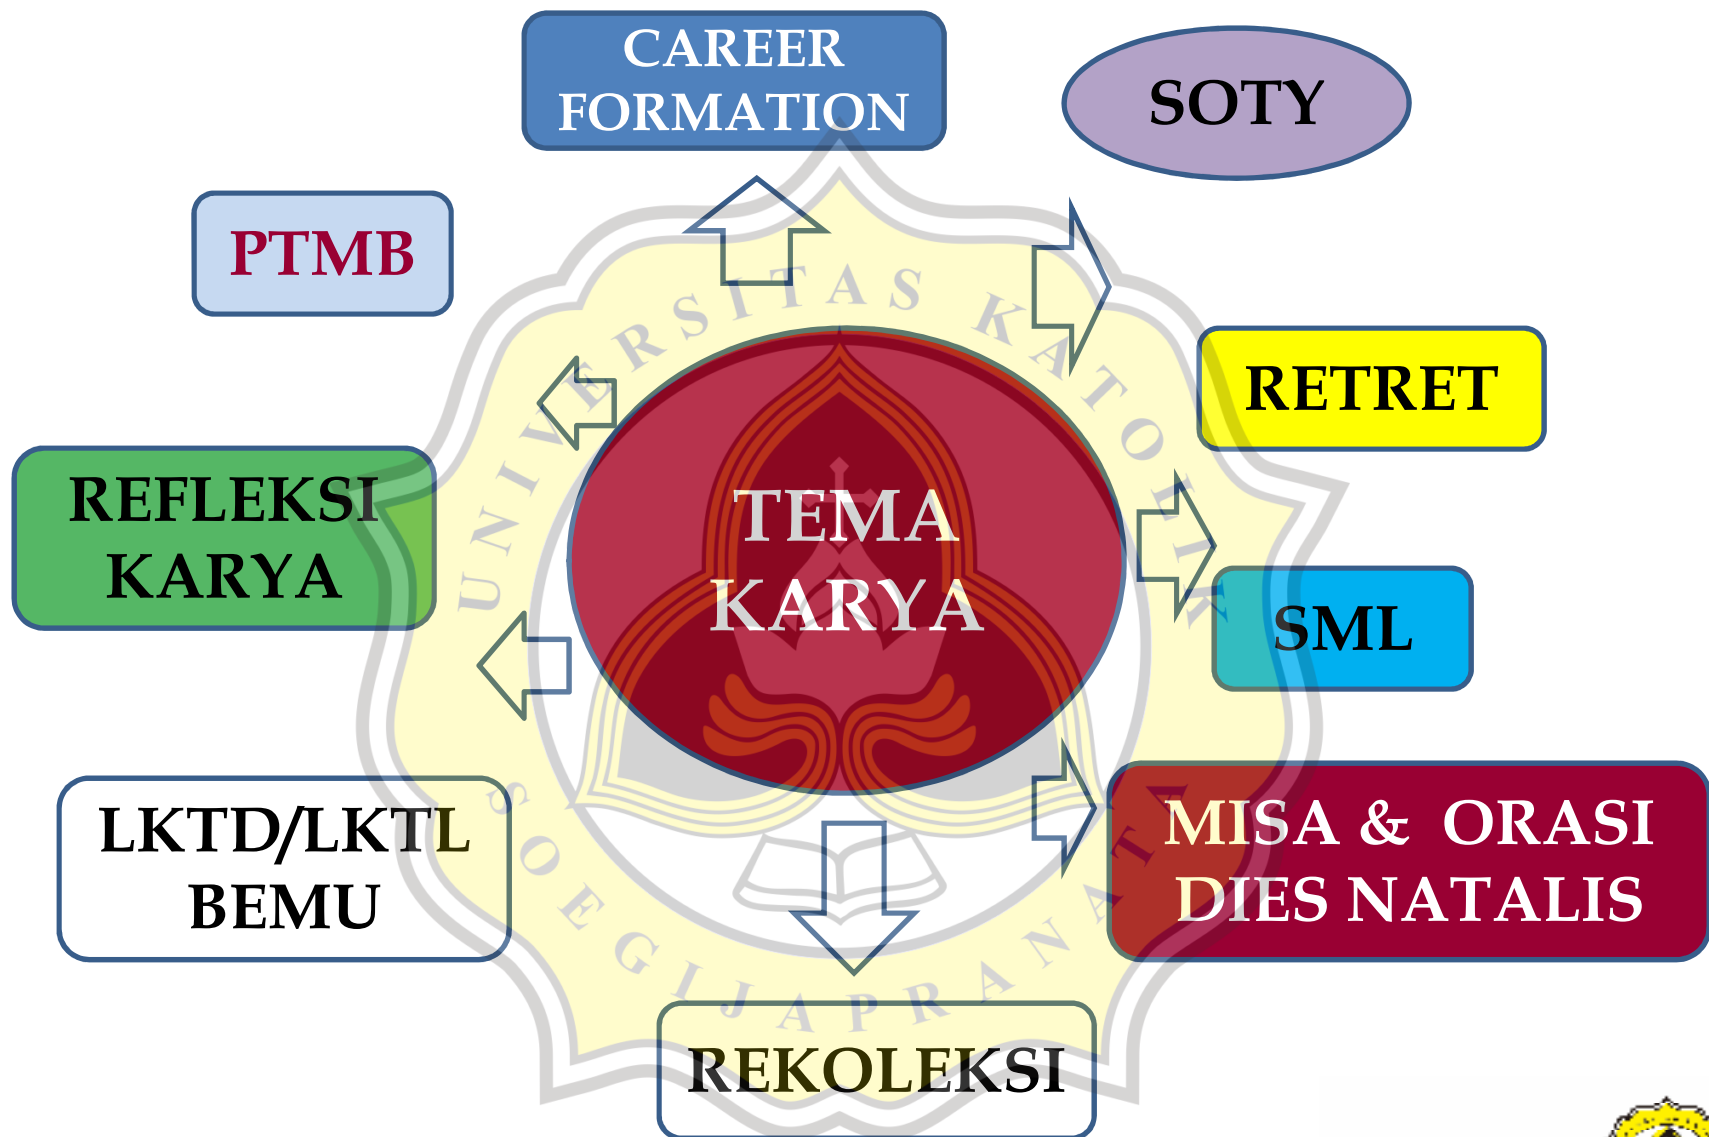 CAREER
FORMATION
SOTY
PTMB
RETRET
REFLEKSI
KARYA
TEMA
KARYA
SML
LKTD/LKTL
BEMU
MISA & ORASI
DIES NATALIS
REKOLEKSI
UNIVERSITAS KATOLIK
SOEGIJAPRANATA